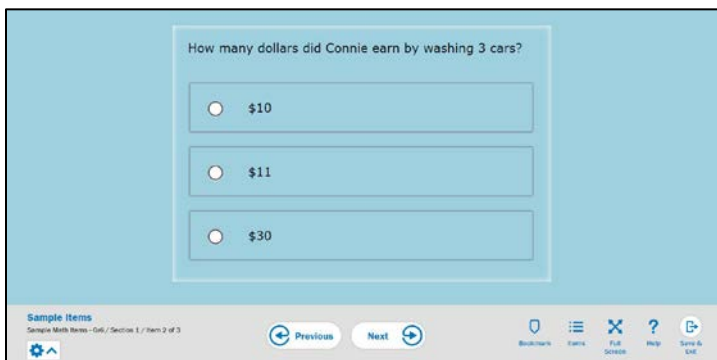 How many dollars did Connie earn by washing 3 cars?
$10
$11
$30
Sample Items
Sample Math Items - Gr6 / Section 1 / Item 2 of 3
Previous
Next
Bookmark
Items
Full
Screen
Help
Save &
Exit